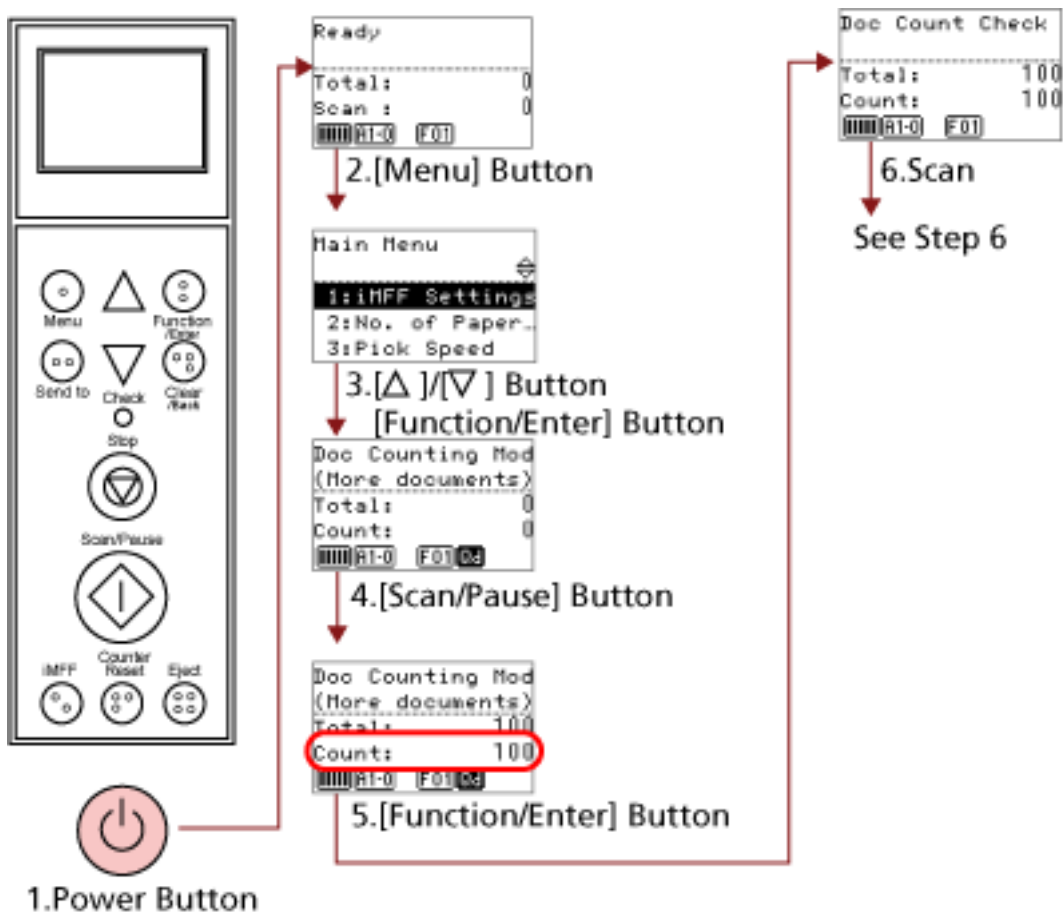 Menu
Function
/Enter
Send to
Check
Clear
/Back
Stop
Scan/Pause
iMFF
Counter
Reset
Eject
1.Power Button
Ready
Total: 0
Scan : 0
A1-0 F01
2.[Menu] Button
Main Menu
1:iMFF Settings
2:No. of Paper…
3:Pick Speed
3.[△ ]/[▽ ] Button
[Function/Enter] Button
Doc Counting Mod
(More documents)
Total: 0
Count: 0
A1-0 F01
4.[Scan/Pause] Button
Doc Counting Mod
(More documents)
Total: 100
Count: 100
A1-0 F01
5.[Function/Enter] Button
Doc Count Check
Total: 100
Count: 100
A1-0 F01
6.Scan
See Step 6